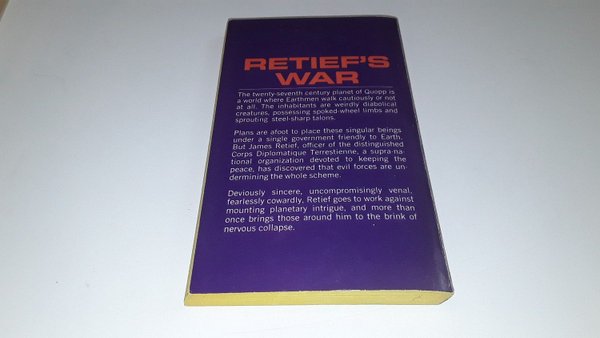 RETIEF'S
WAR
The twenty-seventh century planet of Quopp is
a world where Earthmen walk cautiously or not
at all. The inhabitants are weirdly diabolical
creatures, possessing spoked-wheel limbs and
sprouting steel-sharp talons.
Plans are afoot to place these singular beings
under a single government friendly to Earth.
But James Retief, officer of the distinguished
Corps Diplomatique Terrestienne, a supra-na-
tional organization devoted to keeping the
peace, has discovered that evil forces are un-
dermining the whole scheme.
Deviously sincere, uncompromisingly venal,
fearlessly cowardly, Retief goes to work against
mounting planetary intrigue, and more than
once brings those around him to the brink of
nervous collapse.